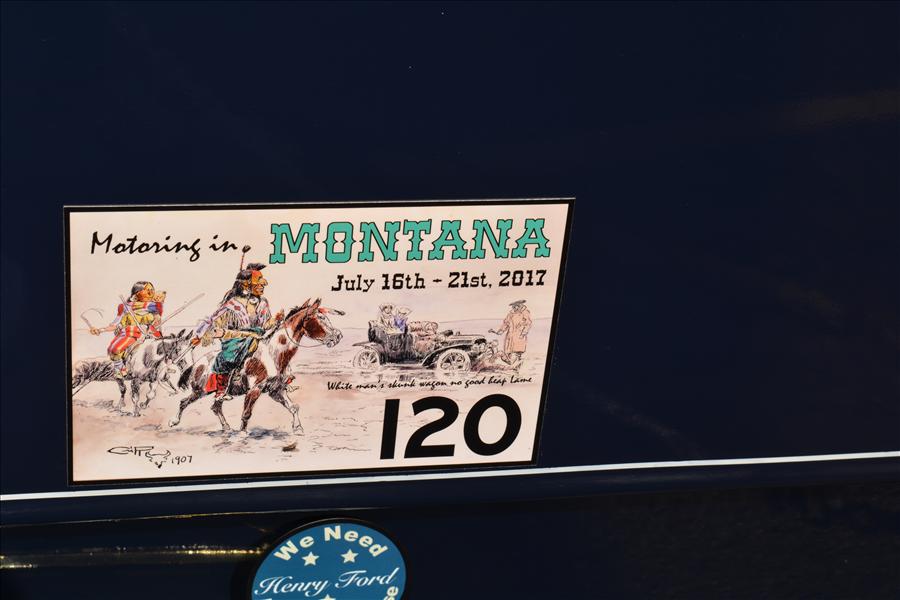 Motoring in
MONTANA
July 16th - 21st, 2017
White man's skunk wagon no good heap Lame
120
1907
We Need
Henry Ford